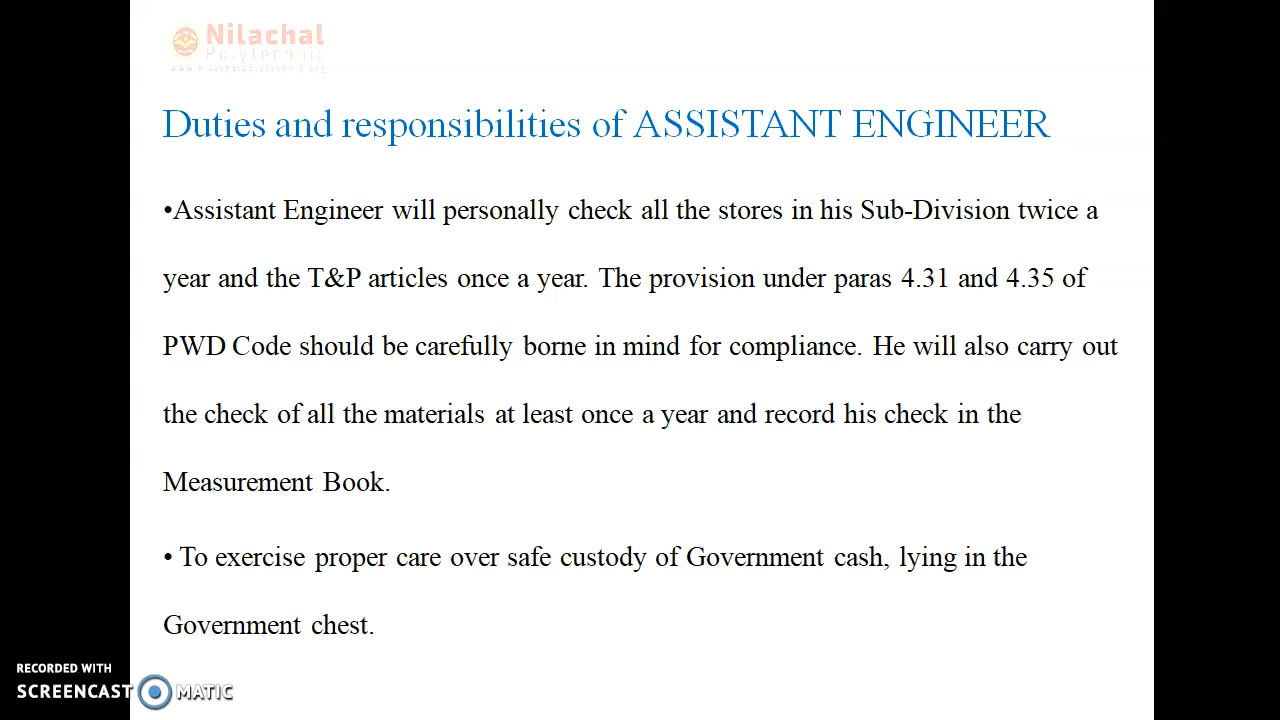 Nilachal
Polytechnic
www.nilachalpolytechnic.org
Duties and responsibilities of ASSISTANT ENGINEER
•Assistant Engineer will personally check all the stores in his Sub-Division twice a
year and the T&P articles once a year. The provision under paras 4.31 and 4.35 of
PWD Code should be carefully borne in mind for compliance. He will also carry out
the check of all the materials at least once a year and record his check in the
Measurement Book.
• To exercise proper care over safe custody of Government cash, lying in the
Government chest.
RECORDED WITH
SCREENCAST MATIC